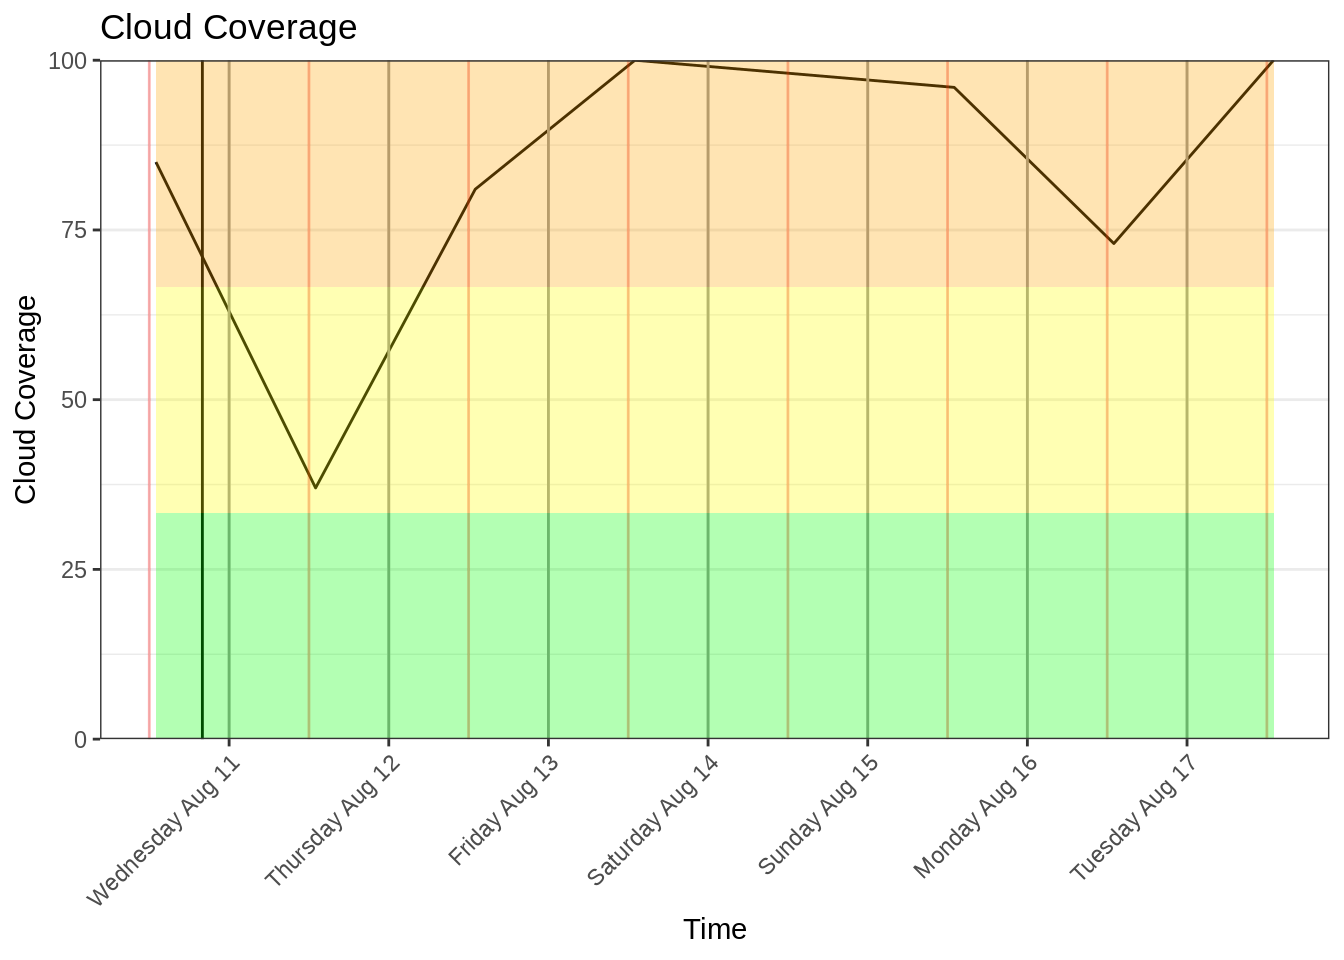 Cloud Coverage
100
75
50
25
0
Cloud Coverage
Wednesday Aug 11
Thursday Aug 12
Friday Aug 13
Saturday Aug 14
Sunday Aug 15
Monday Aug 16
Tuesday Aug 17
Time